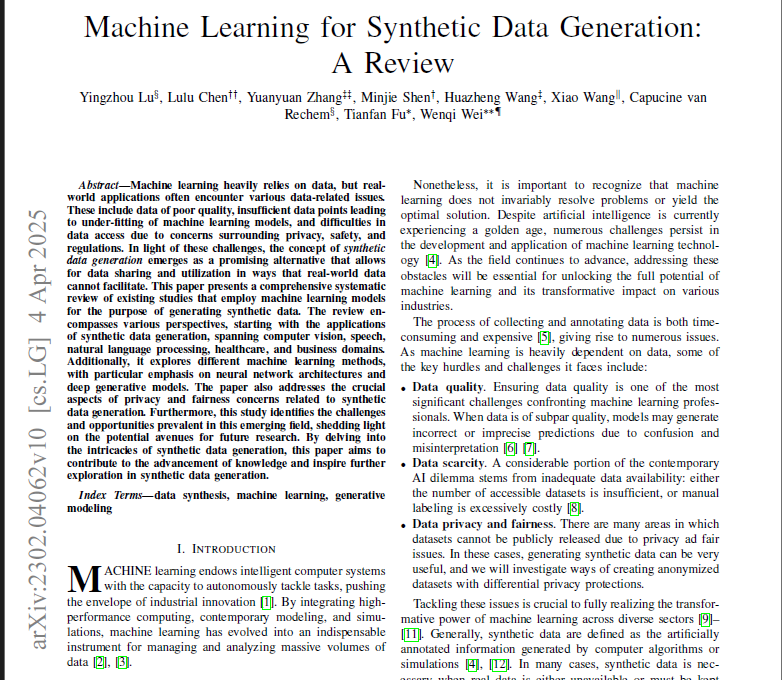 Machine Learning for Synthetic Data Generation:
A Review
Yingzhou Lu§, Lulu Chen††, Yuanyuan Zhang‡‡, Minjie Shen†, Huazheng Wang‡, Xiao Wang‖, Capucine van
Rechem§, Tianfan Fu*, Wenqi Wei**¶
arXiv:2302.04062v10 [cs.LG] 4 Apr 2025
Abstract—Machine learning heavily relies on data, but real-
world applications often encounter various data-related issues.
These include data of poor quality, insufficient data points leading
to under-fitting of machine learning models, and difficulties in
data access due to concerns surrounding privacy, safety, and
regulations. In light of these challenges, the concept of synthetic
data generation emerges as a promising alternative that allows
for data sharing and utilization in ways that real-world data
cannot facilitate. This paper presents a comprehensive systematic
review of existing studies that employ machine learning models
for the purpose of generating synthetic data. The review en-
compasses various perspectives, starting with the applications
of synthetic data generation, spanning computer vision, speech,
natural language processing, healthcare, and business domains.
Additionally, it explores different machine learning methods,
with particular emphasis on neural network architectures and
deep generative models. The paper also addresses the crucial
aspects of privacy and fairness concerns related to synthetic
data generation. Furthermore, this study identifies the challenges
and opportunities prevalent in this emerging field, shedding light
on the potential avenues for future research. By delving into
the intricacies of synthetic data generation, this paper aims to
contribute to the advancement of knowledge and inspire further
exploration in synthetic data generation.
Index Terms—data synthesis, machine learning, generative
modeling
I. INTRODUCTION
MACHINE learning endows intelligent computer systems
with the capacity to autonomously tackle tasks, pushing
the envelope of industrial innovation [1]. By integrating high-
performance computing, contemporary modeling, and simu-
lations, machine learning has evolved into an indispensable
instrument for managing and analyzing massive volumes of
data [2], [3].
Nonetheless, it is important to recognize that machine
learning does not invariably resolve problems or yield the
optimal solution. Despite artificial intelligence is currently
experiencing a golden age, numerous challenges persist in
the development and application of machine learning technol-
ogy [4]. As the field continues to advance, addressing these
obstacles will be essential for unlocking the full potential of
machine learning and its transformative impact on various
industries.
The process of collecting and annotating data is both time-
consuming and expensive [5], giving rise to numerous issues.
As machine learning is heavily dependent on data, some of
the key hurdles and challenges it faces include:
• Data quality. Ensuring data quality is one of the most
significant challenges confronting machine learning profes-
sionals. When data is of subpar quality, models may generate
incorrect or imprecise predictions due to confusion and
misinterpretation [6] [7].
• Data scarcity. A considerable portion of the contemporary
AI dilemma stems from inadequate data availability: either
the number of accessible datasets is insufficient, or manual
labeling is excessively costly [8].
• Data privacy and fairness. There are many areas in which
datasets cannot be publicly released due to privacy ad fair
issues. In these cases, generating synthetic data can be very
useful, and we will investigate ways of creating anonymized
datasets with differential privacy protections.
Tackling these issues is crucial to fully realizing the transfor-
mative power of machine learning across diverse sectors [9]–
[11]. Generally, synthetic data are defined as the artificially
annotated information generated by computer algorithms or
simulations [4], [12]. In many cases, synthetic data is nec-
essary when real data is either unavailable or must be kept